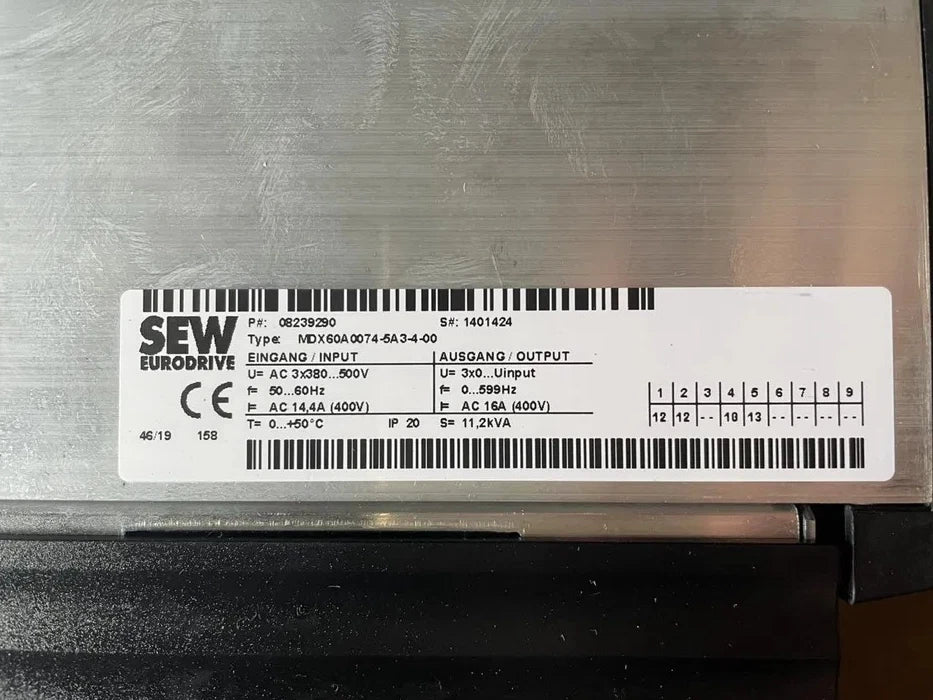 SEW
EURODRIVE
P#: 08239290 S#: 1401424
Type: MDX60A0074-5A3-4-00
EINGANG / INPUT AUSGANG / OUTPUT
U= AC 3x380...500V U= 3x0...Uinput
f= 50...60Hz f= 0...599Hz
I= AC 14,4A (400V) I= AC 16A (400V)
T= 0...+50°C IP 20 S= 11,2kVA
CE
46/19 158
1 2 3 4 5 6 7 8 9
12 12 -- 10 13 -- -- -- --